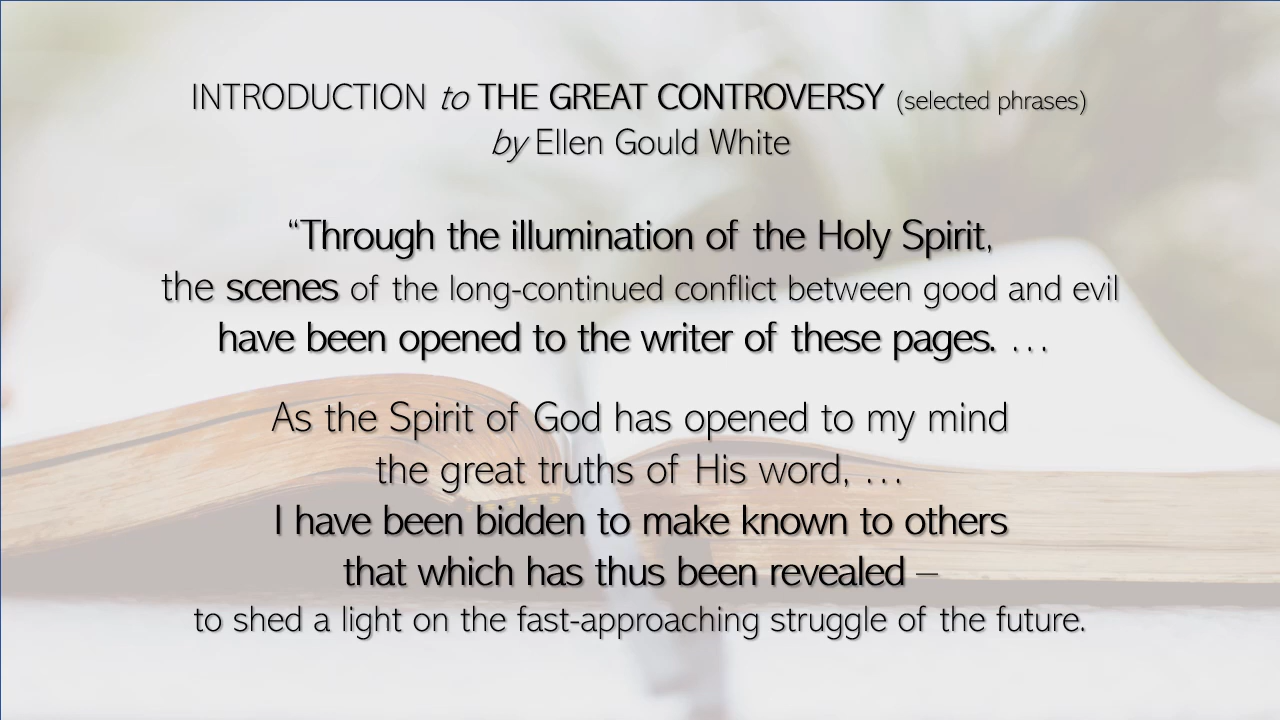 INTRODUCTION to THE GREAT CONTROVERSY (selected phrases)
by Ellen Gould White
“Through the illumination of the Holy Spirit,
the scenes of the long-continued conflict between good and evil
have been opened to the writer of these pages. …
As the Spirit of God has opened to my mind
the great truths of His word, …
I have been bidden to make known to others
that which has thus been revealed –
to shed a light on the fast-approaching struggle of the future.